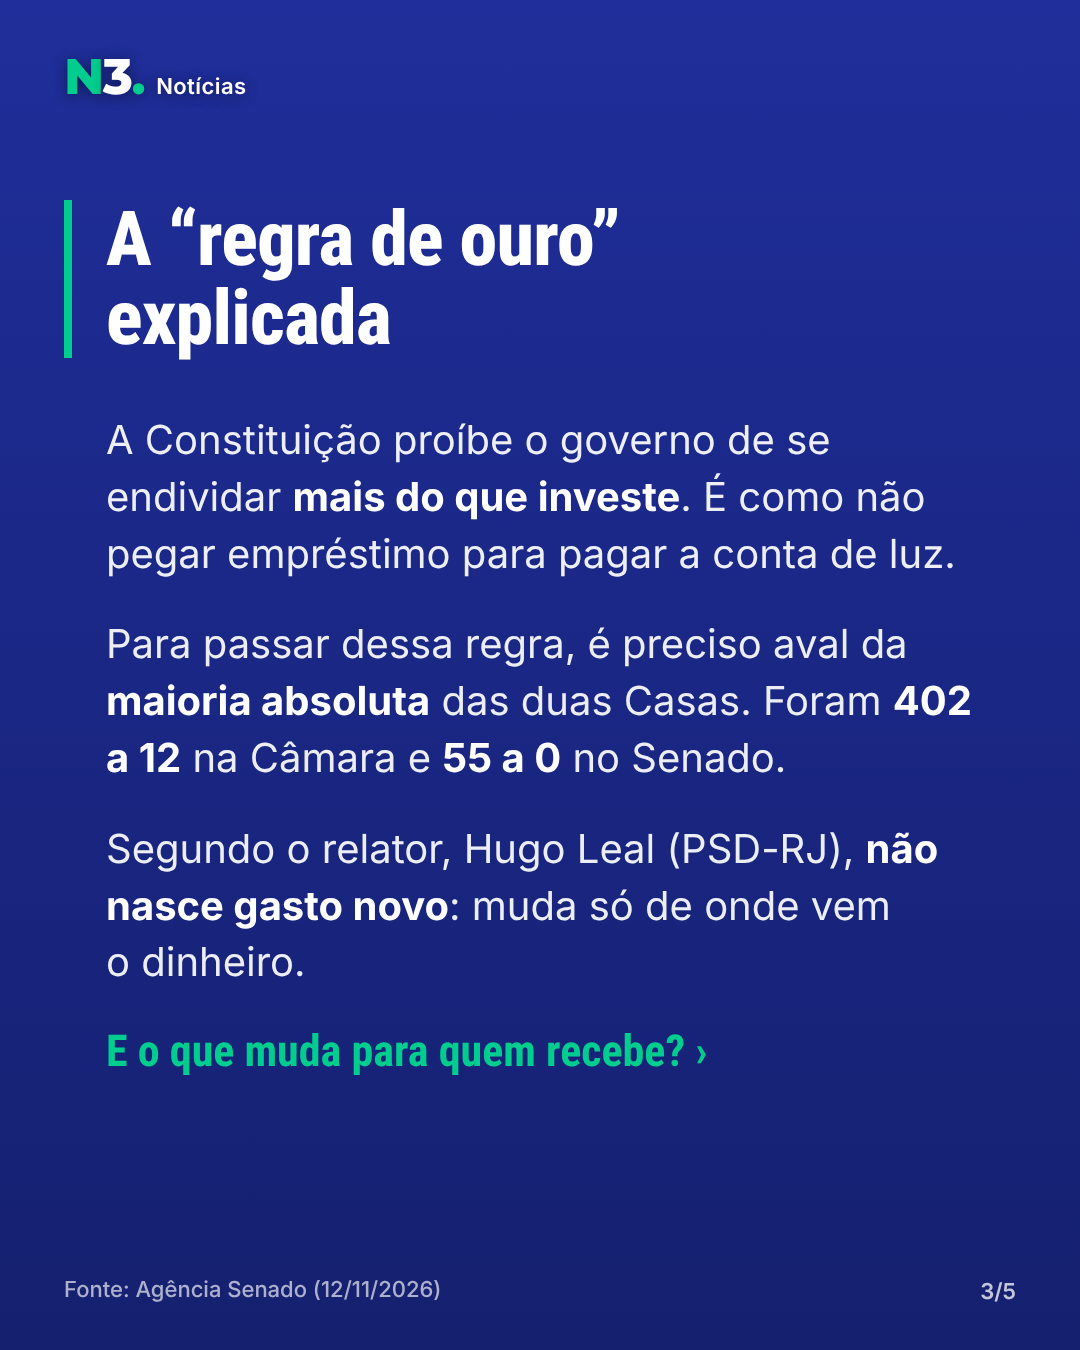 N3. Notícias
A “regra de ouro”
explicada
A Constituição proíbe o governo de se
endividar mais do que investe. É como não
pegar empréstimo para pagar a conta de luz.
Para passar dessa regra, é preciso aval da
maioria absoluta das duas Casas. Foram 402
a 12 na Câmara e 55 a 0 no Senado.
Segundo o relator, Hugo Leal (PSD-RJ), não
nasce gasto novo: muda só de onde vem
o dinheiro.
E o que muda para quem recebe? ›
Fonte: Agência Senado (12/11/2026)
3/5